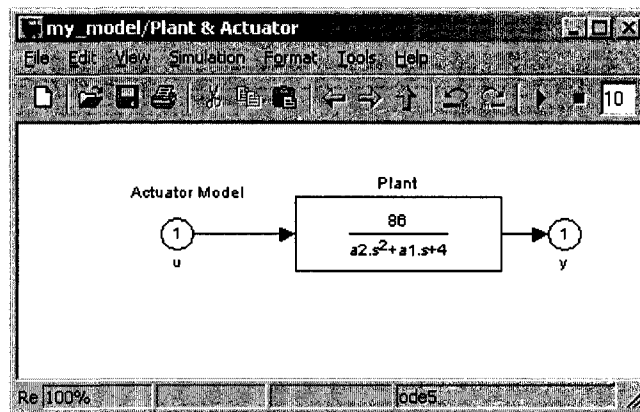 my_model/Plant & Actuator
File Edit View Simulation Format Tools Help
10
Actuator Model
Plant
1
86
a2.s²+a1.s+4
1
u
y
Re 100%
ode5